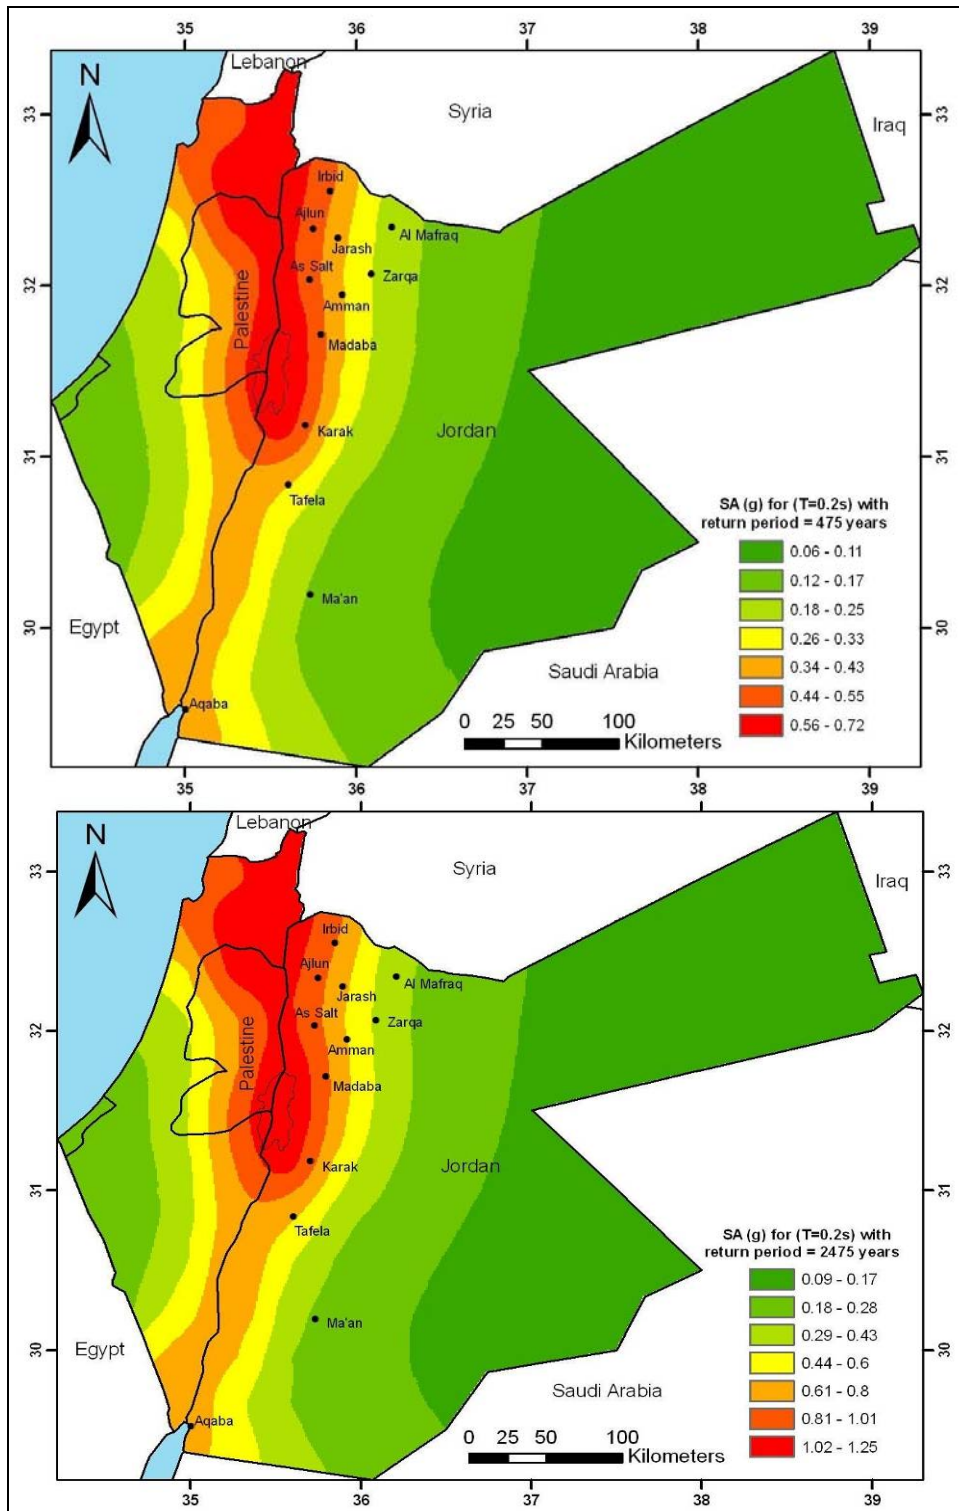 35 36 37 38 39
Lebanon
N
Syria
33 33
Iraq
Irbid
Ajlun
Al Mafraq
Jarash
As Salt
Zarqa
32 32
Palestine
Amman
Madaba
Karak
Jordan
31 31
Tafela
SA (g) for (T=0.2s) with
return period = 475 years
0.06 - 0.11
0.12 - 0.17
Ma'an
0.18 - 0.25
30 30
Egypt
0.26 - 0.33
Saudi Arabia
0.34 - 0.43
0.44 - 0.55
Aqaba
0.56 - 0.72
0 25 50 100
Kilometers
35 36 37 38 39
Lebanon
N
Syria
33 33
Iraq
Irbid
Ajlun
Al Mafraq
Jarash
As Salt
Zarqa
32 32
Palestine
Amman
Madaba
Karak
Jordan
31 31
Tafela
SA (g) for (T=0.2s) with
return period = 2475 years
0.09 - 0.17
0.18 - 0.28
Ma'an
0.29 - 0.43
30 30
Egypt
0.44 - 0.6
Saudi Arabia
0.61 - 0.8
0.81 - 1.01
Aqaba
1.02 - 1.25
0 25 50 100
Kilometers
35 36 37 38 39